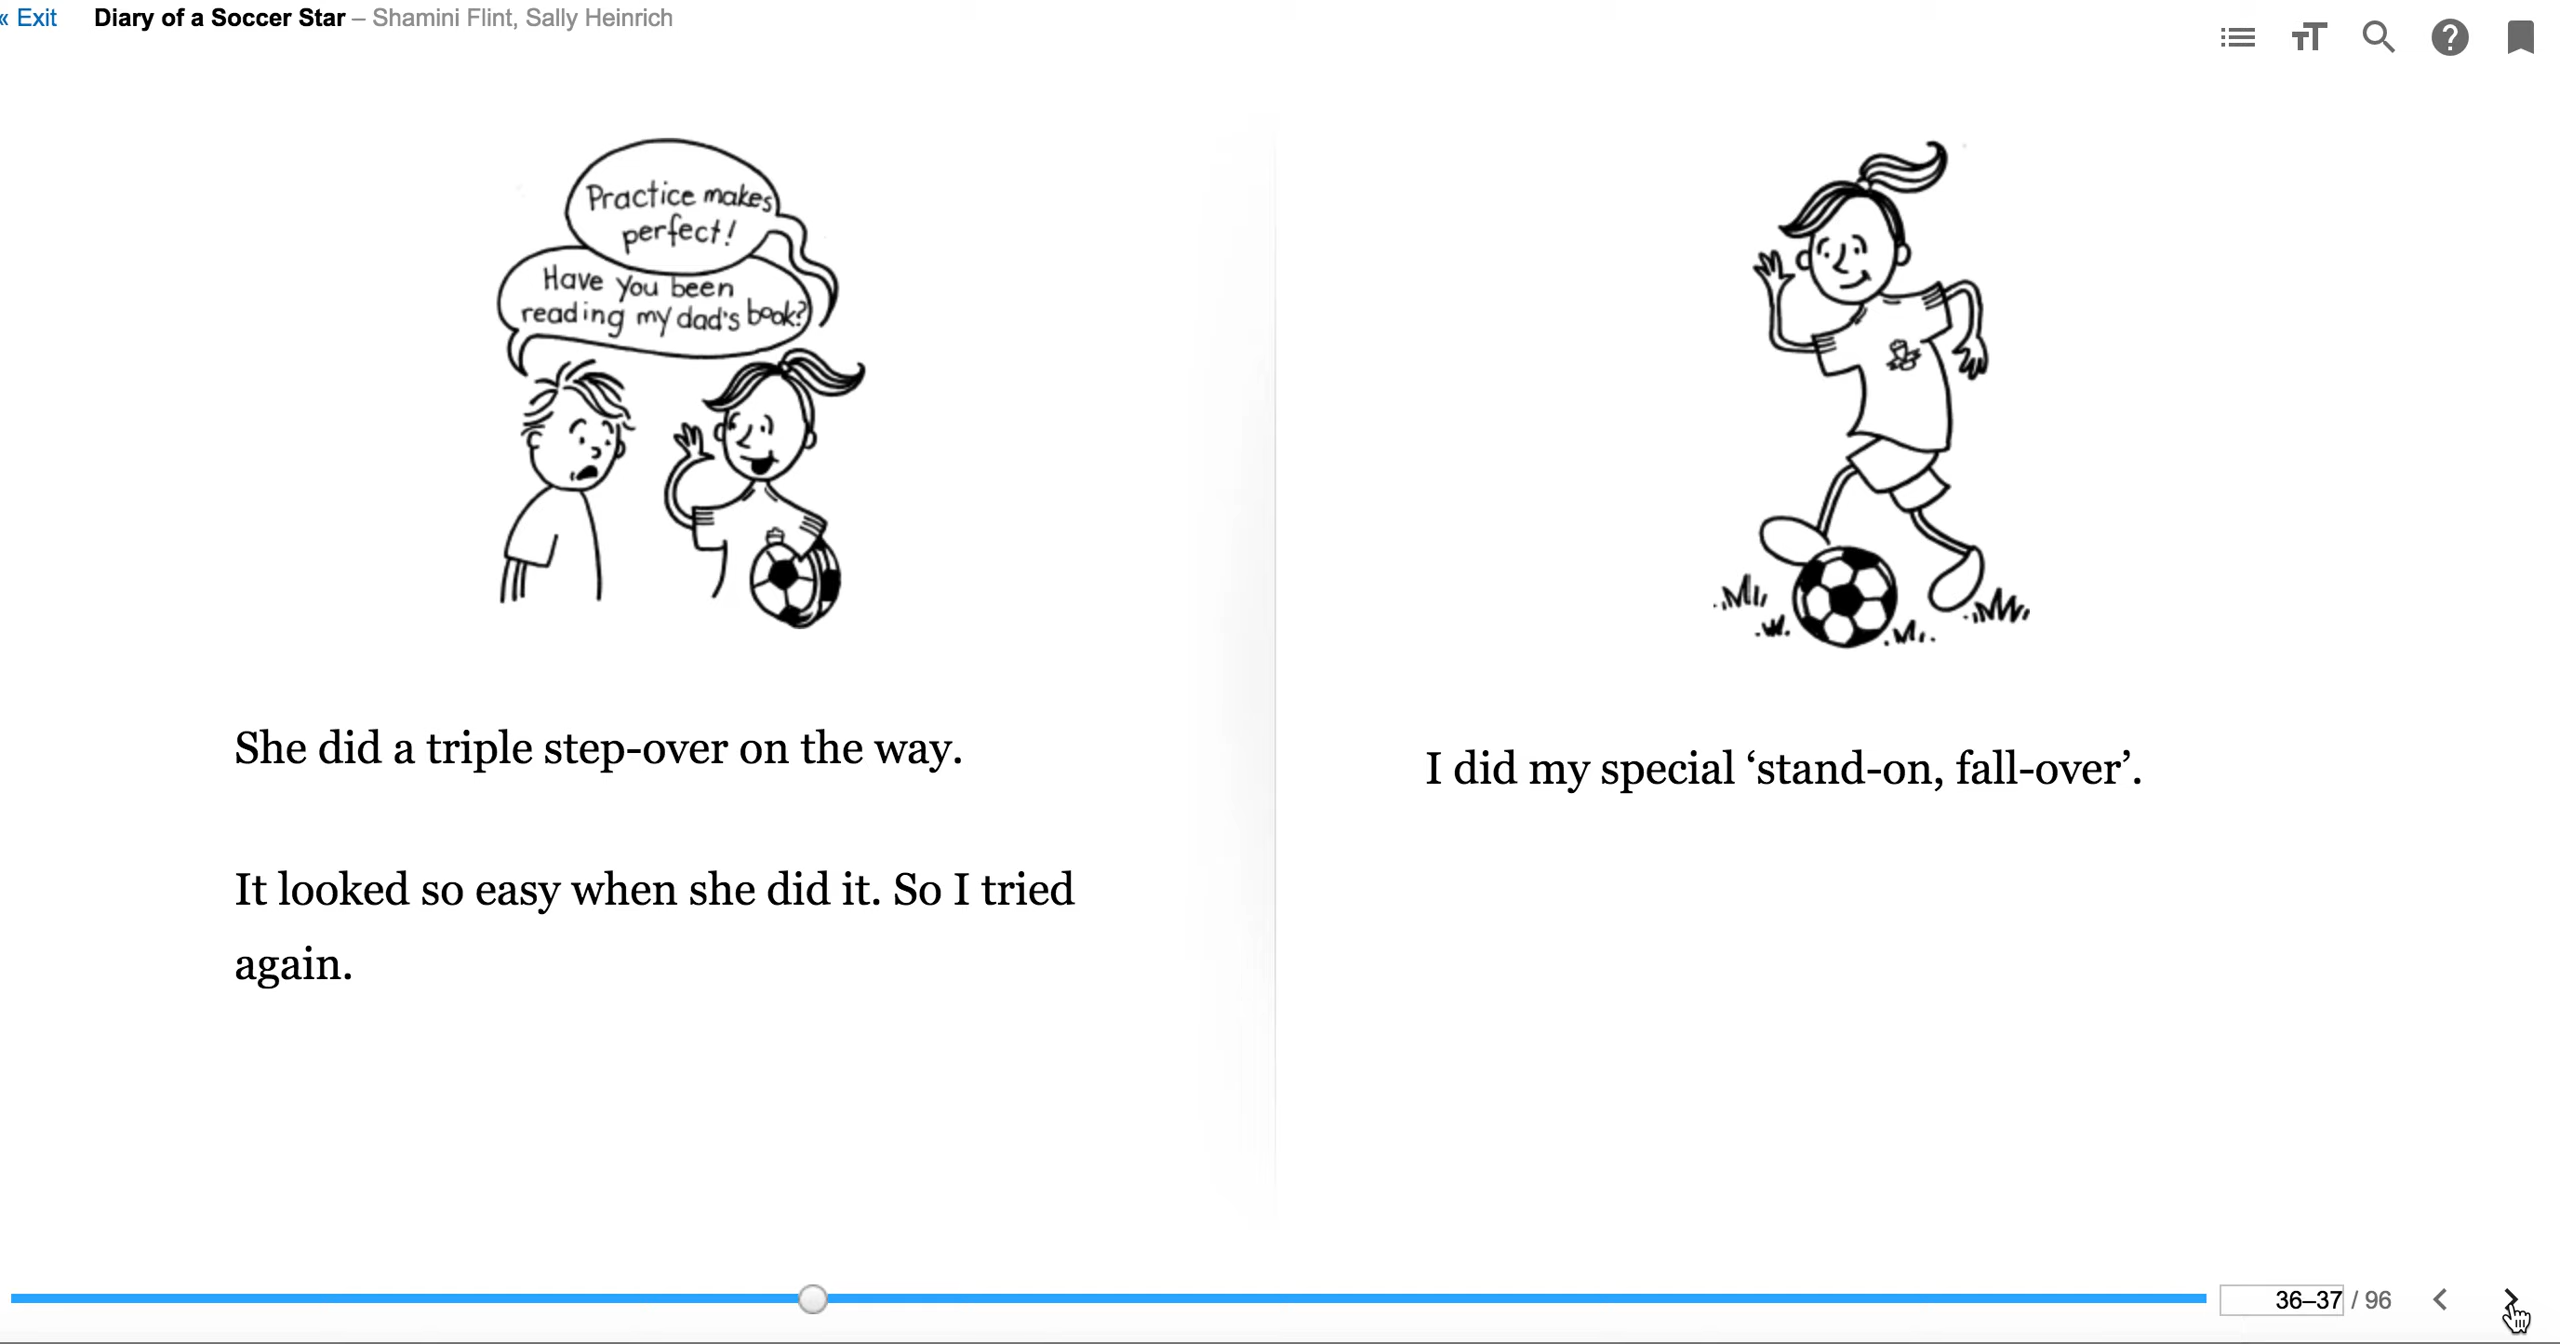 « Exit Diary of a Soccer Star – Shamini Flint, Sally Heinrich
Practice makes
perfect!
Have you been
reading my dad's book?
She did a triple step-over on the way.
It looked so easy when she did it. So I tried
again.
I did my special ‘stand-on, fall-over’.
36–37 / 96